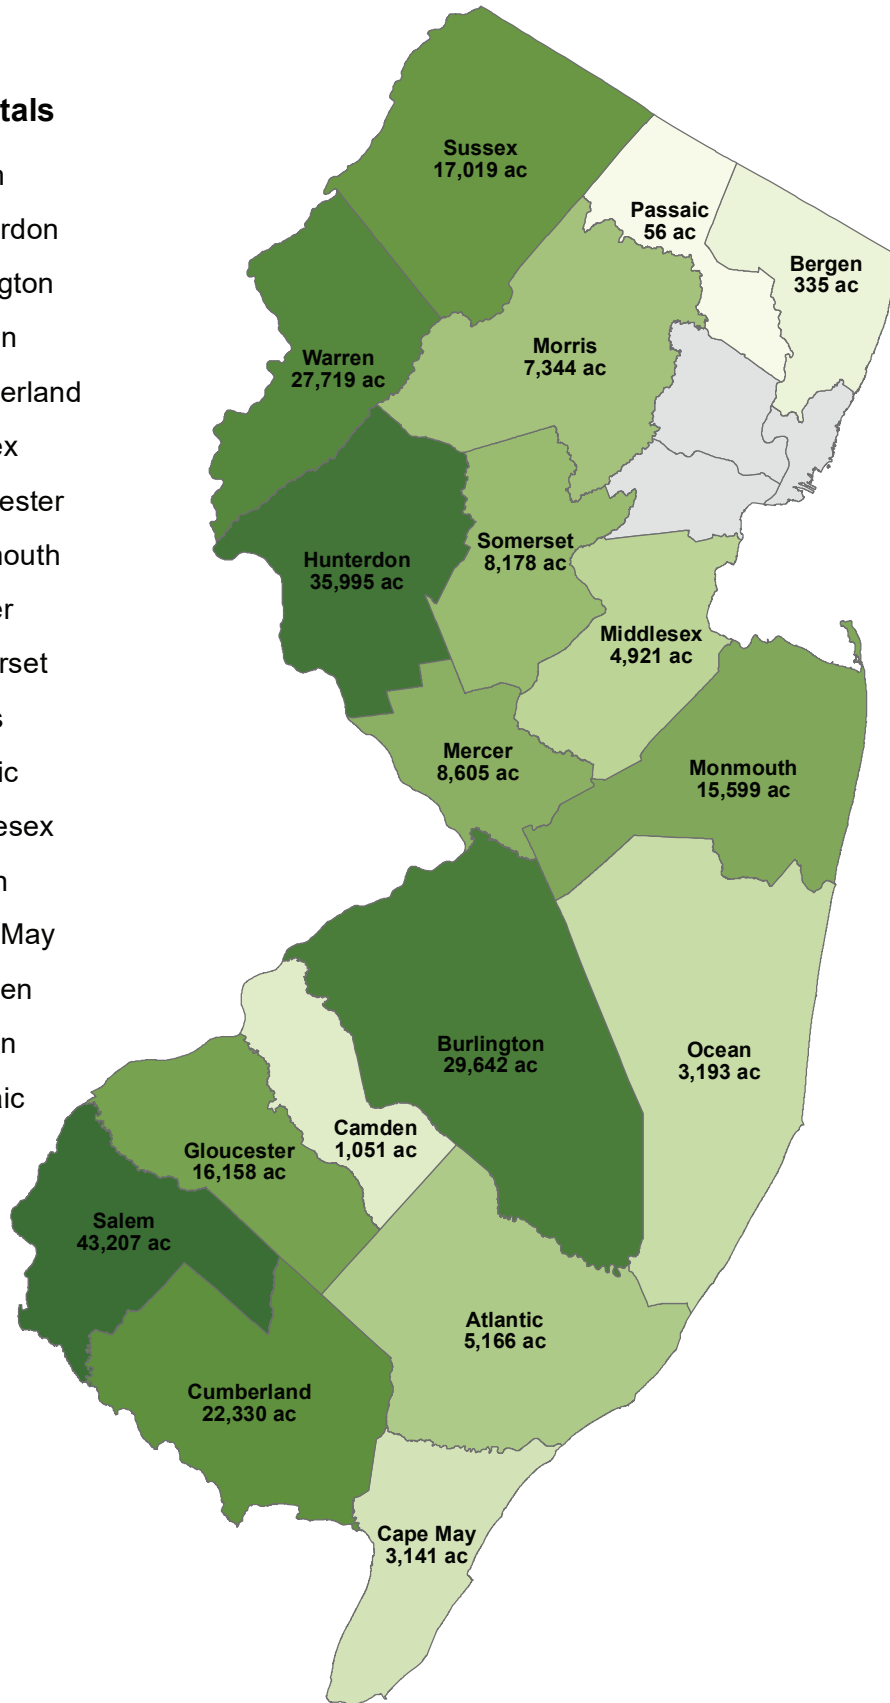 tals
n
rdon
gton
n
erland
ex
ester
outh
er
rset
s
ic
esex
n
May
en
n
ic
Sussex
17,019 ac
Passaic
56 ac
Bergen
335 ac
Warren
27,719 ac
Morris
7,344 ac
Hunterdon
35,995 ac
Somerset
8,178 ac
Middlesex
4,921 ac
Mercer
8,605 ac
Monmouth
15,599 ac
Burlington
29,642 ac
Ocean
3,193 ac
Camden
1,051 ac
Gloucester
16,158 ac
Salem
43,207 ac
Atlantic
5,166 ac
Cumberland
22,330 ac
Cape May
3,141 ac